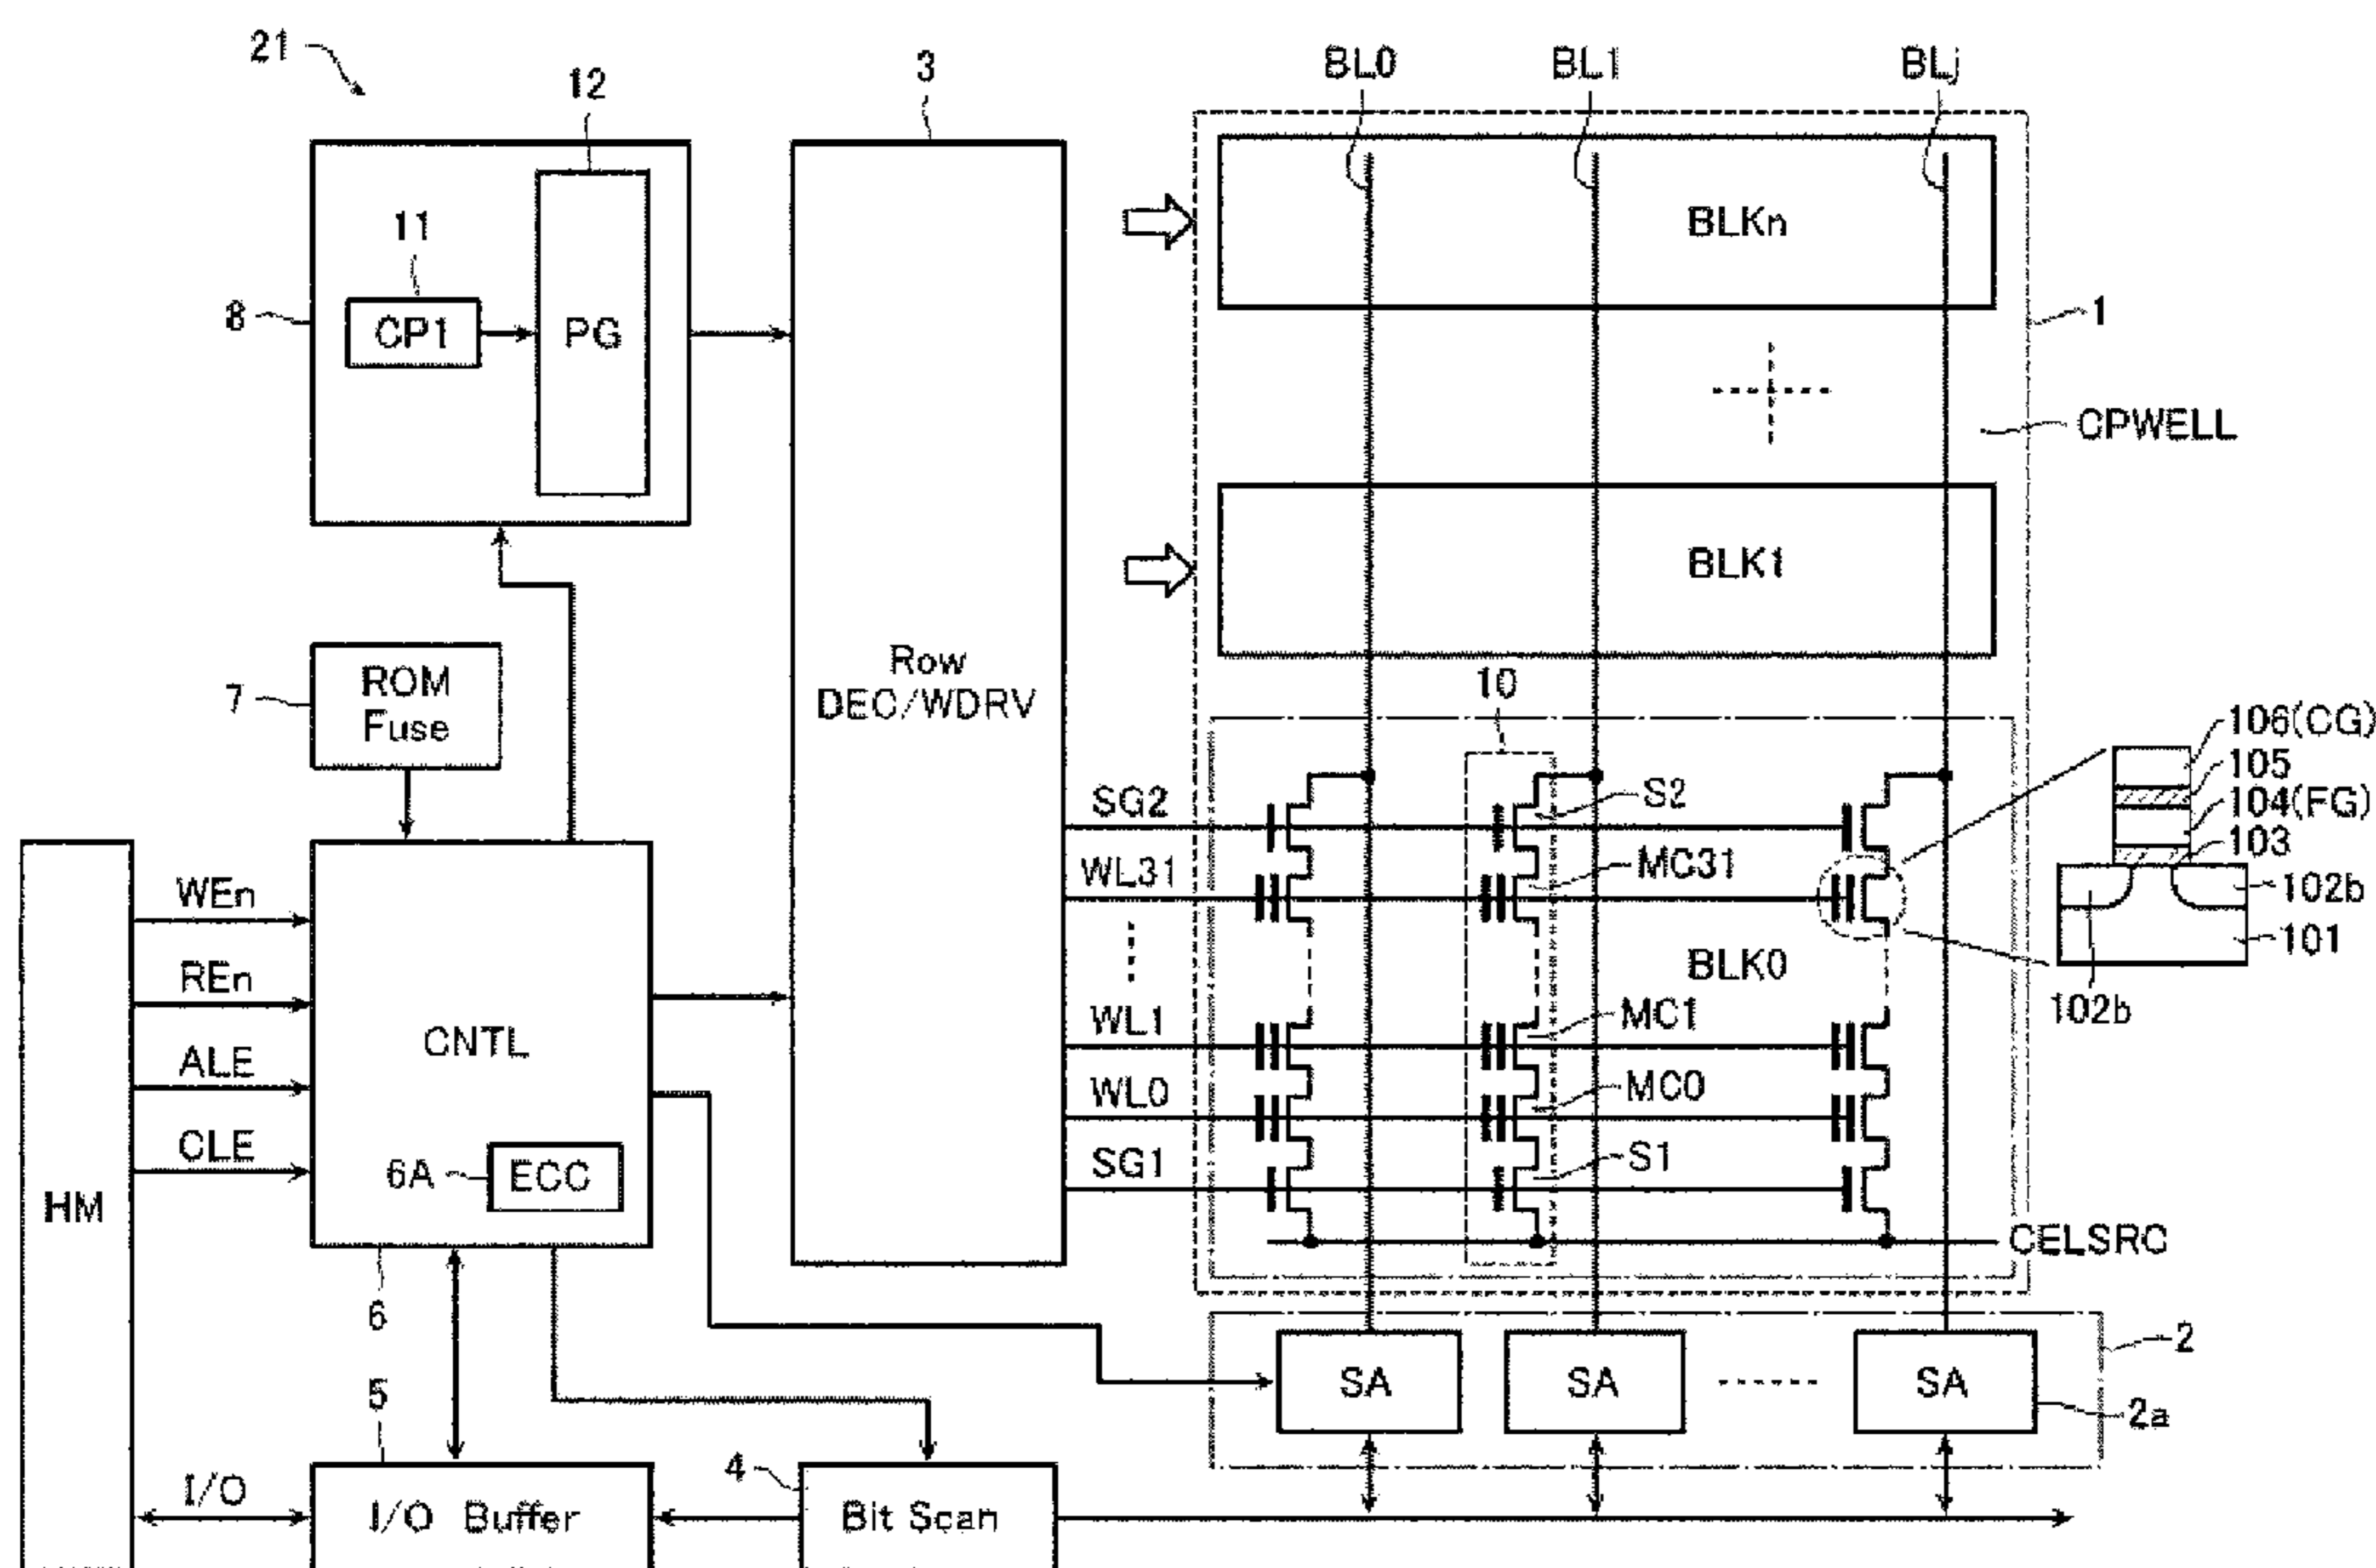 21
12
3
BL0
BL1
BLj
11
8
CP1
PG
BLKn
1
CPWELL
BLK1
Row
DEC/WDRV
7
ROM
Fuse
10
106(CG)
105
104(FG)
103
102b
101
102b
SG2
S2
WL31
MC31
BLK0
WL1
MC1
WL0
MC0
SG1
S1
CELSRC
HM
WEn
REn
ALE
CLE
CNTL
6A
ECC
6
5
4
SA
SA
SA
2
2a
I/O
I/O Buffer
Bit Scan